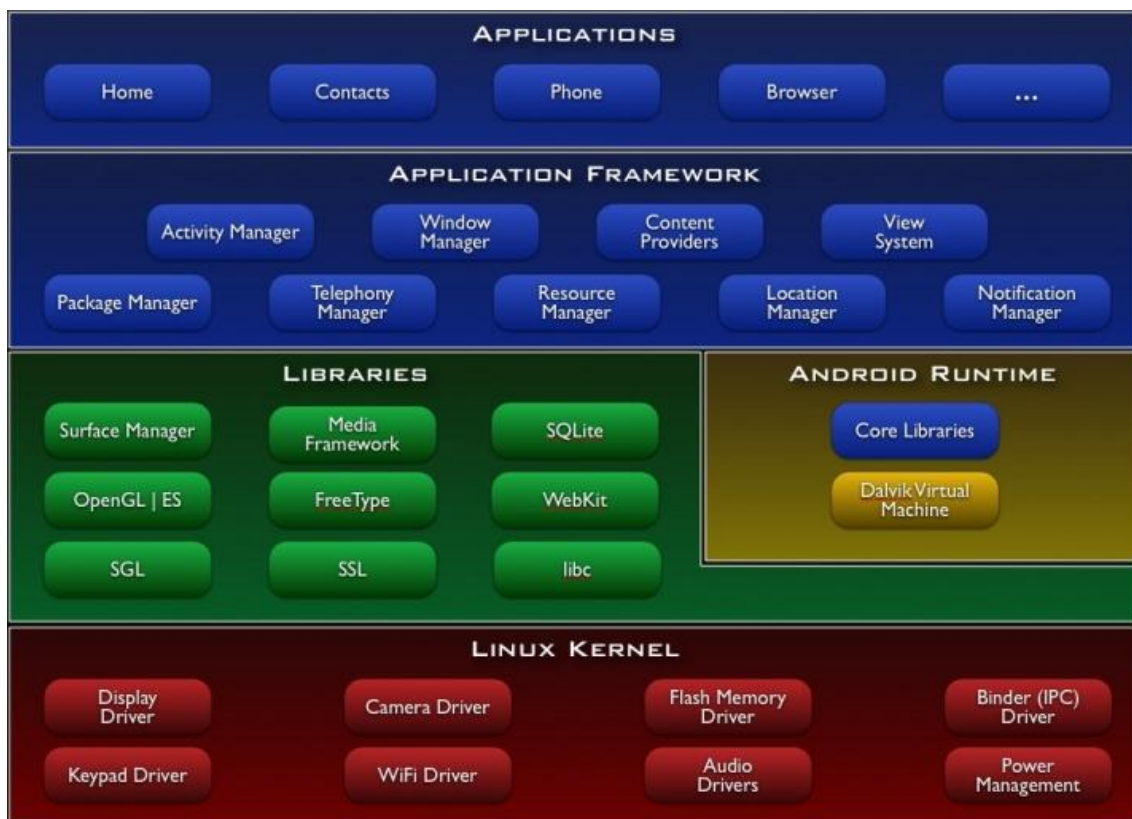 APPLICATIONS
Home Contacts Phone Browser ...
APPLICATION FRAMEWORK
Activity Manager
Window
Manager
Content
Providers
View
System
Package Manager
Telephony
Manager
Resource
Manager
Location
Manager
Notification
Manager
LIBRARIES
Surface Manager
Media
Framework
SQLite
OpenGL | ES
FreeType
WebKit
SGL
SSL
libc
ANDROID RUNTIME
Core Libraries
Dalvik Virtual
Machine
LINUX KERNEL
Display
Driver
Camera Driver
Flash Memory
Driver
Binder (IPC)
Driver
Keypad Driver
WiFi Driver
Audio
Drivers
Power
Management